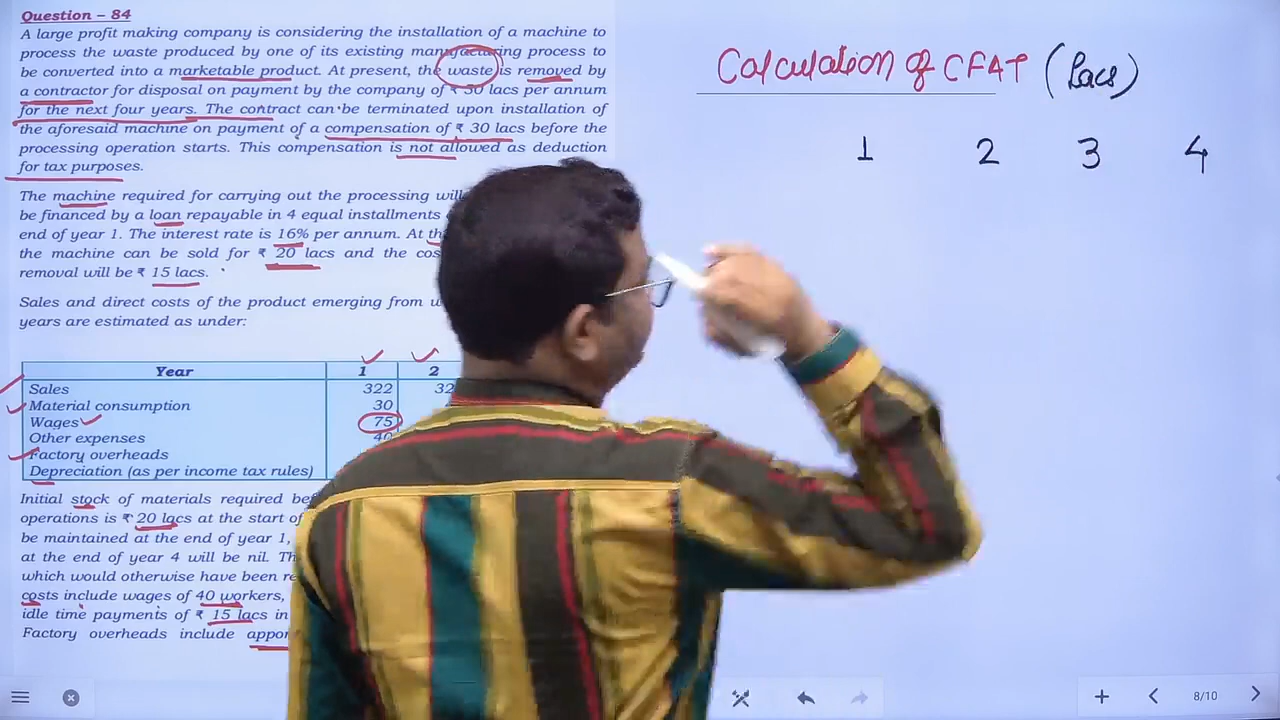 Question – 84
A large profit making company is considering the installation of a machine to
process the waste produced by one of its existing manufacturing process to
be converted into a marketable product. At present, the waste is removed by
a contractor for disposal on payment by the company of ₹ 50 lacs per annum
for the next four years. The contract can be terminated upon installation of
the aforesaid machine on payment of a compensation of ₹ 30 lacs before the
processing operation starts. This compensation is not allowed as deduction
for tax purposes.
The machine required for carrying out the processing will
be financed by a loan repayable in 4 equal installments
end of year 1. The interest rate is 16% per annum. At
the machine can be sold for ₹ 20 lacs and the
removal will be ₹ 15 lacs.
Sales and direct costs of the product emerging from
years are estimated as under:
Year 1 2
Sales 322
Material consumption 30
Wages 75
Other expenses 40
Factory overheads
Depreciation (as per income tax rules)
Initial stock of materials required
operations is ₹ 20 lacs at the start of
be maintained at the end of year 1,
at the end of year 4 will be nil.
which would otherwise have been
costs include wages of 40 workers,
idle time payments of ₹ 15 lacs in
Factory overheads include
Calculation of CFAT (Lacs)
1 2 3 4
8/10